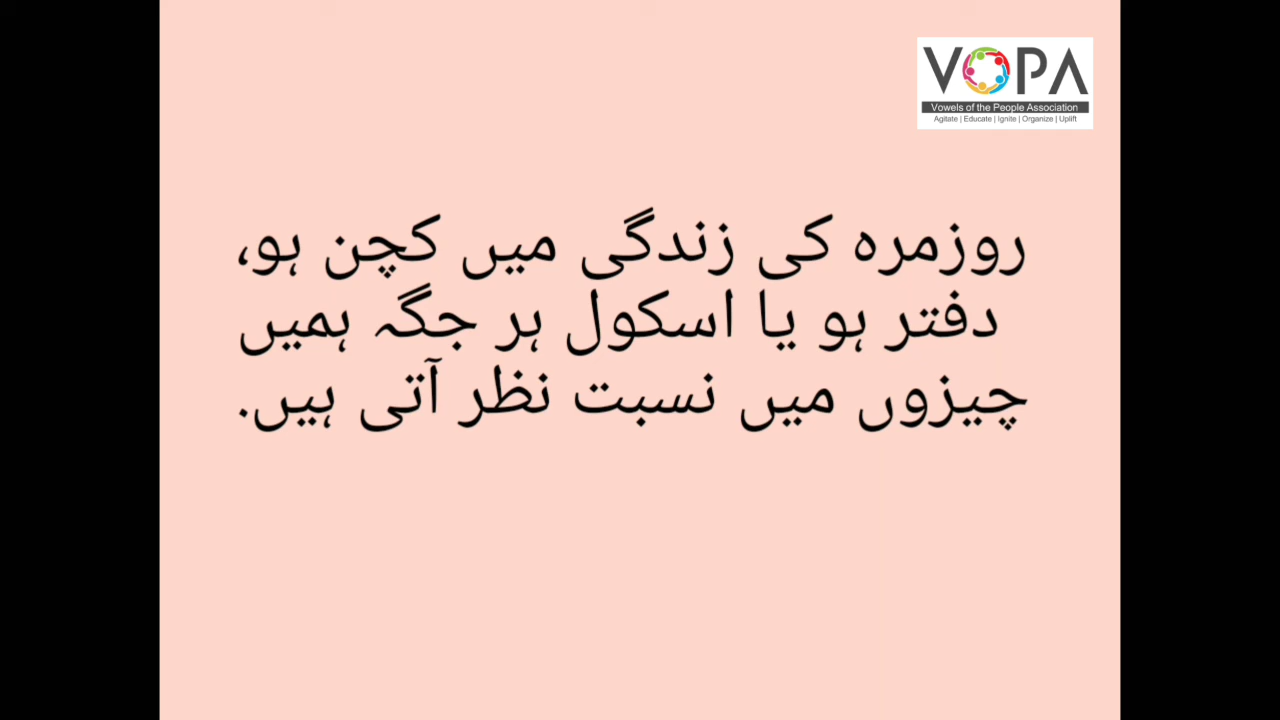 VOPA
Vowels of the People Association
Agitate | Educate | Ignite | Organize | Uplift
روزمرہ کی زندگی میں کچن ہو،
دفتر ہو یا اسکول ہر جگہ ہمیں
چیزوں میں نسبت نظر آتی ہیں.